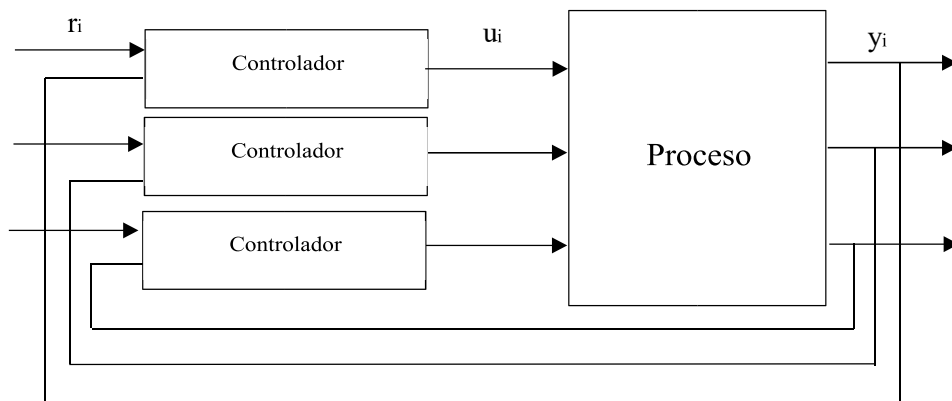 ri
Controlador
ui
yi
Controlador
Proceso
Controlador